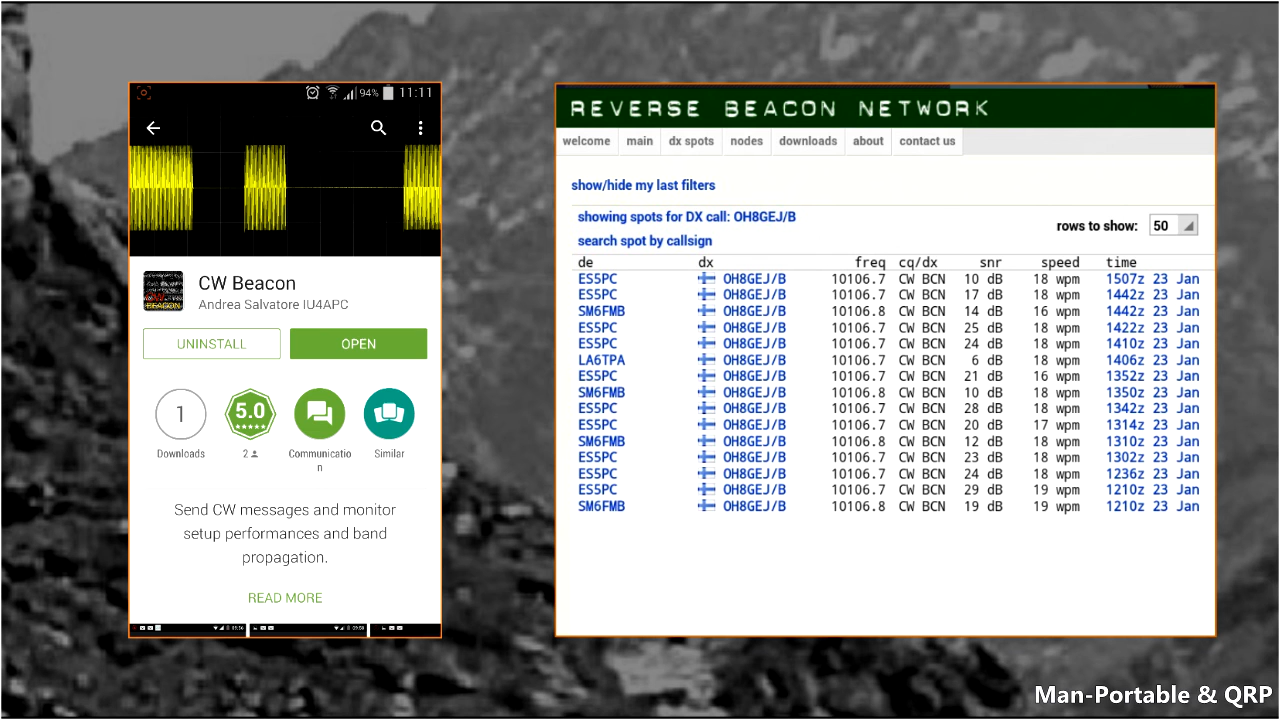 94% 11:11
CW
BEACON
CW Beacon
Andrea Salvatore IU4APC
UNINSTALL
OPEN
1
5.0
Downloads
2
Communicatio
n
Similar
Send CW messages and monitor
setup performances and band
propagation.
READ MORE
REVERSE BEACON NETWORK
welcome main dx spots nodes downloads about contact us
show/hide my last filters
showing spots for DX call: OH8GEJ/B
rows to show: 50
search spot by callsign
de dx freq cq/dx snr speed time
ES5PC OH8GEJ/B 10106.7 CW BCN 10 dB 18 wpm 1507z 23 Jan
ES5PC OH8GEJ/B 10106.7 CW BCN 17 dB 18 wpm 1442z 23 Jan
SM6FMB OH8GEJ/B 10106.8 CW BCN 14 dB 16 wpm 1442z 23 Jan
ES5PC OH8GEJ/B 10106.7 CW BCN 25 dB 18 wpm 1422z 23 Jan
ES5PC OH8GEJ/B 10106.7 CW BCN 24 dB 18 wpm 1410z 23 Jan
LA6TPA OH8GEJ/B 10106.7 CW BCN 6 dB 18 wpm 1406z 23 Jan
ES5PC OH8GEJ/B 10106.7 CW BCN 21 dB 16 wpm 1352z 23 Jan
SM6FMB OH8GEJ/B 10106.8 CW BCN 10 dB 18 wpm 1350z 23 Jan
ES5PC OH8GEJ/B 10106.7 CW BCN 28 dB 18 wpm 1342z 23 Jan
ES5PC OH8GEJ/B 10106.7 CW BCN 20 dB 17 wpm 1314z 23 Jan
SM6FMB OH8GEJ/B 10106.8 CW BCN 12 dB 18 wpm 1310z 23 Jan
ES5PC OH8GEJ/B 10106.7 CW BCN 23 dB 18 wpm 1302z 23 Jan
ES5PC OH8GEJ/B 10106.7 CW BCN 24 dB 18 wpm 1236z 23 Jan
ES5PC OH8GEJ/B 10106.7 CW BCN 29 dB 19 wpm 1210z 23 Jan
SM6FMB OH8GEJ/B 10106.8 CW BCN 19 dB 19 wpm 1210z 23 Jan
Man-Portable & QRP